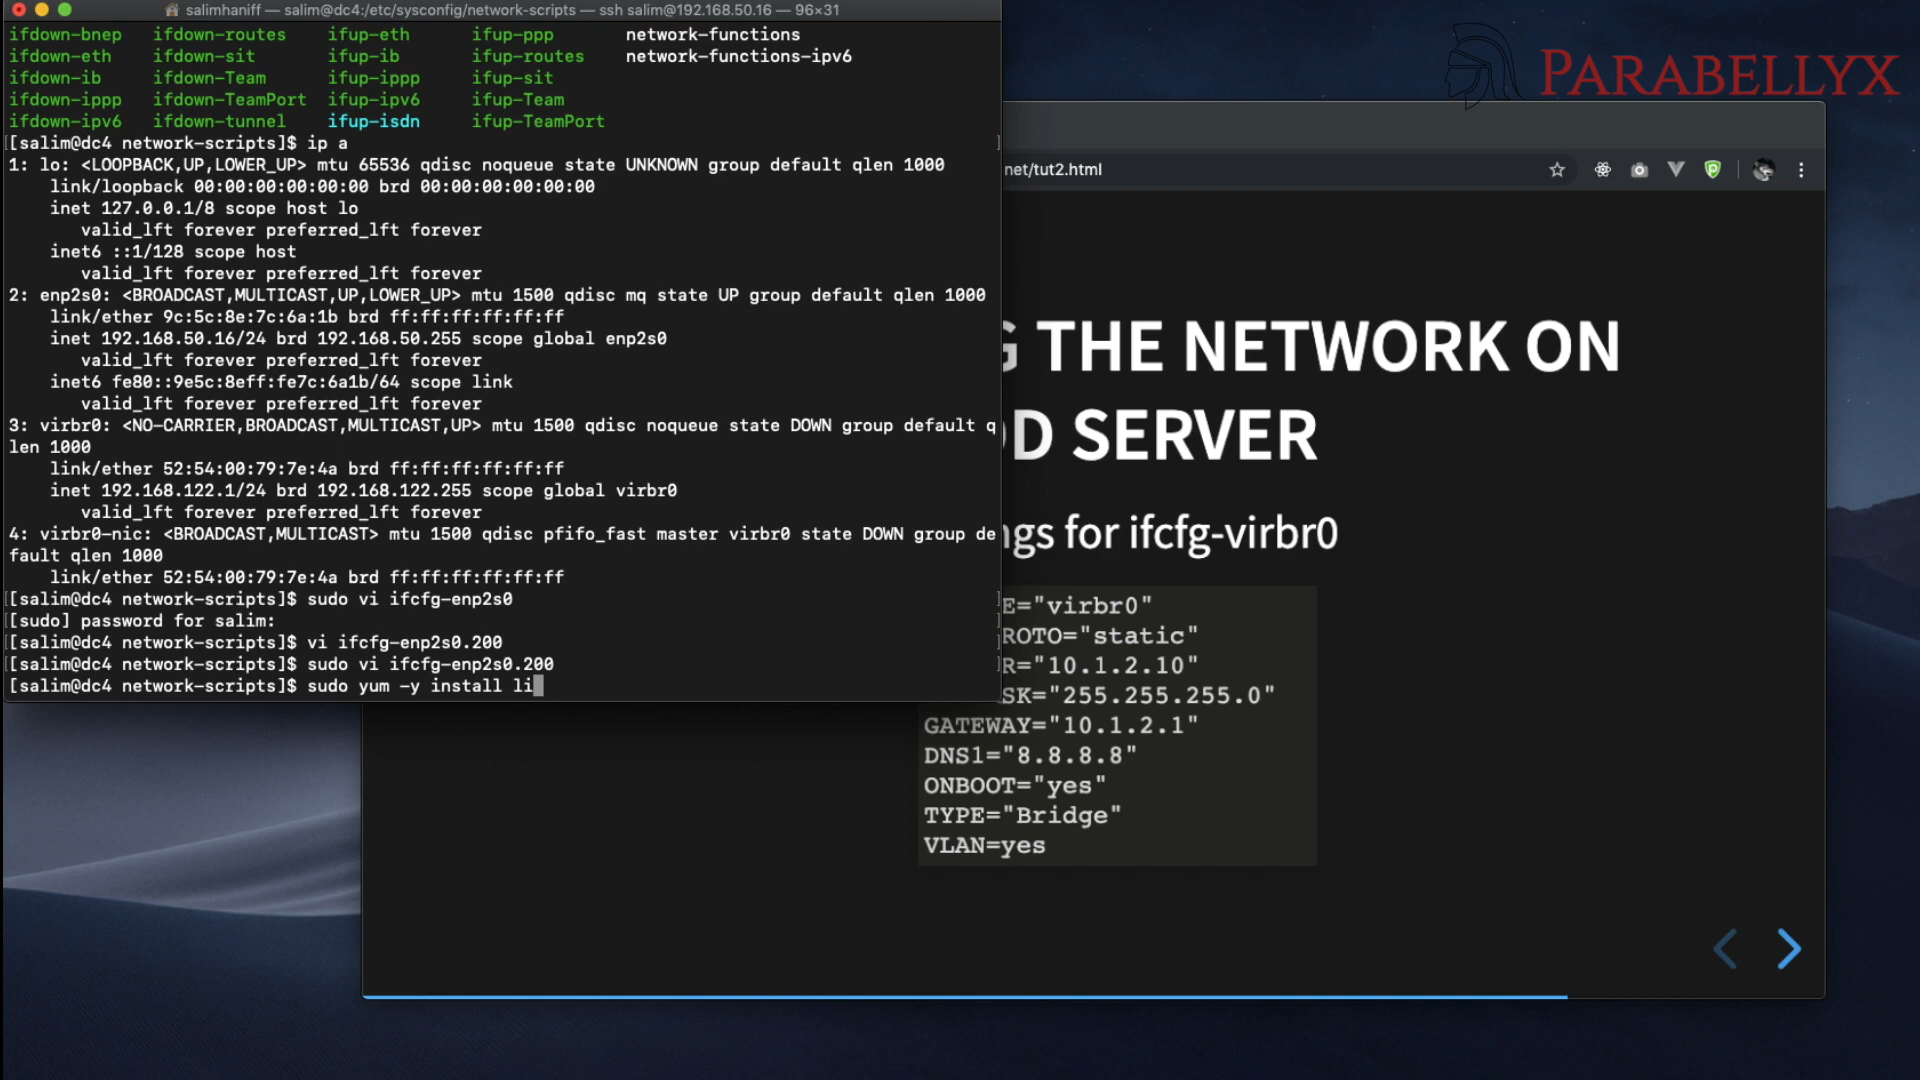 salimhaniff — salim@dc4:/etc/sysconfig/network-scripts — ssh salim@192.168.50.16 — 96×31
ifdown-bnep ifdown-routes ifup-eth ifup-ppp network-functions
ifdown-eth ifdown-sit ifup-ib ifup-routes network-functions-ipv6
ifdown-ib ifdown-Team ifup-ippp ifup-sit
ifdown-ippp ifdown-TeamPort ifup-ipv6 ifup-Team
ifdown-ipv6 ifdown-tunnel ifup-isdn ifup-TeamPort
[[salim@dc4 network-scripts]$ ip a ]
1: lo: <LOOPBACK,UP,LOWER_UP> mtu 65536 qdisc noqueue state UNKNOWN group default qlen 1000
link/loopback 00:00:00:00:00:00 brd 00:00:00:00:00:00
inet 127.0.0.1/8 scope host lo
valid_lft forever preferred_lft forever
inet6 ::1/128 scope host
valid_lft forever preferred_lft forever
2: enp2s0: <BROADCAST,MULTICAST,UP,LOWER_UP> mtu 1500 qdisc mq state UP group default qlen 1000
link/ether 9c:5c:8e:7c:6a:1b brd ff:ff:ff:ff:ff:ff
inet 192.168.50.16/24 brd 192.168.50.255 scope global enp2s0
valid_lft forever preferred_lft forever
inet6 fe80::9e5c:8eff:fe7c:6a1b/64 scope link
valid_lft forever preferred_lft forever
3: virbr0: <NO-CARRIER,BROADCAST,MULTICAST,UP> mtu 1500 qdisc noqueue state DOWN group default q
len 1000
link/ether 52:54:00:79:7e:4a brd ff:ff:ff:ff:ff:ff
inet 192.168.122.1/24 brd 192.168.122.255 scope global virbr0
valid_lft forever preferred_lft forever
4: virbr0-nic: <BROADCAST,MULTICAST> mtu 1500 qdisc pfifo_fast master virbr0 state DOWN group de
fault qlen 1000
link/ether 52:54:00:79:7e:4a brd ff:ff:ff:ff:ff:ff
[[salim@dc4 network-scripts]$ sudo vi ifcfg-enp2s0 ]
[[sudo] password for salim: ]
[[salim@dc4 network-scripts]$ vi ifcfg-enp2s0.200 ]
[[salim@dc4 network-scripts]$ sudo vi ifcfg-enp2s0.200 ]
[salim@dc4 network-scripts]$ sudo yum -y install li
PARABELLYX
net/tut2.html
G THE NETWORK ON
OD SERVER
ngs for ifcfg-virbr0
E="virbr0"
ROTO="static"
R="10.1.2.10"
SK="255.255.255.0"
GATEWAY="10.1.2.1"
DNS1="8.8.8.8"
ONBOOT="yes"
TYPE="Bridge"
VLAN=yes